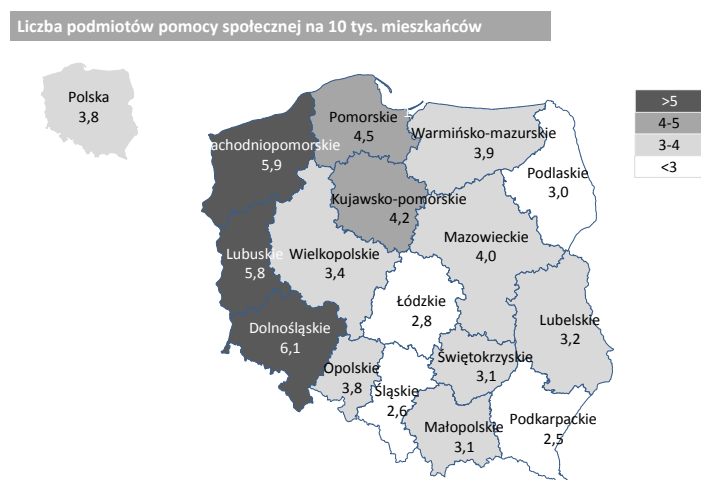 Liczba podmiotów pomocy społecznej na 10 tys. mieszkańców
Polska
3,8
>5
4-5
3-4
<3
Pomorskie
4,5
Warmińsko-mazurskie
3,9
achodniopomorskie
5,9
Podlaskie
3,0
Kujawsko-pomorskie
4,2
Mazowieckie
4,0
Lubuskie
5,8
Wielkopolskie
3,4
Łódzkie
2,8
Lubelskie
3,2
Dolnośląskie
6,1
Świętokrzyskie
3,1
Opolskie
3,8
Śląskie
2,6
Małopolskie
3,1
Podkarpackie
2,5